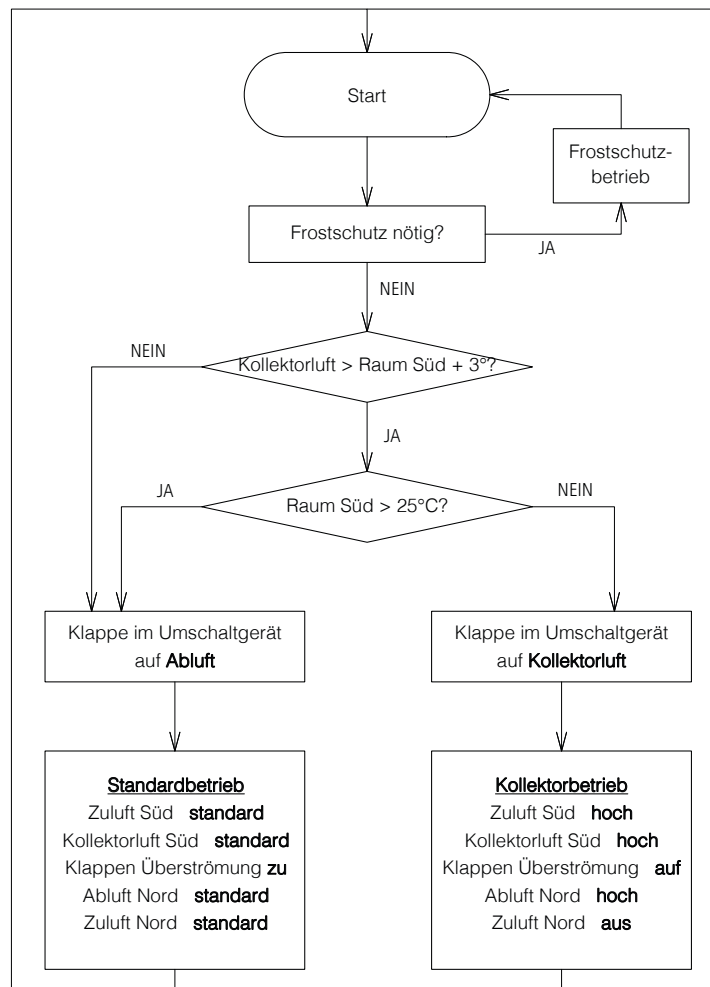 Start
Frostschutz-
betrieb
Frostschutz nötig?
JA
NEIN
NEIN
Kollektorluft > Raum Süd + 3°?
JA
JA
NEIN
Raum Süd > 25°C?
Klappe im Umschaltgerät
auf Abluft
Klappe im Umschaltgerät
auf Kollektorluft
Standardbetrieb
Zuluft Süd standard
Kollektorluft Süd standard
Klappen Überströmung zu
Abluft Nord standard
Zuluft Nord standard
Kollektorbetrieb
Zuluft Süd hoch
Kollektorluft Süd hoch
Klappen Überströmung auf
Abluft Nord hoch
Zuluft Nord aus